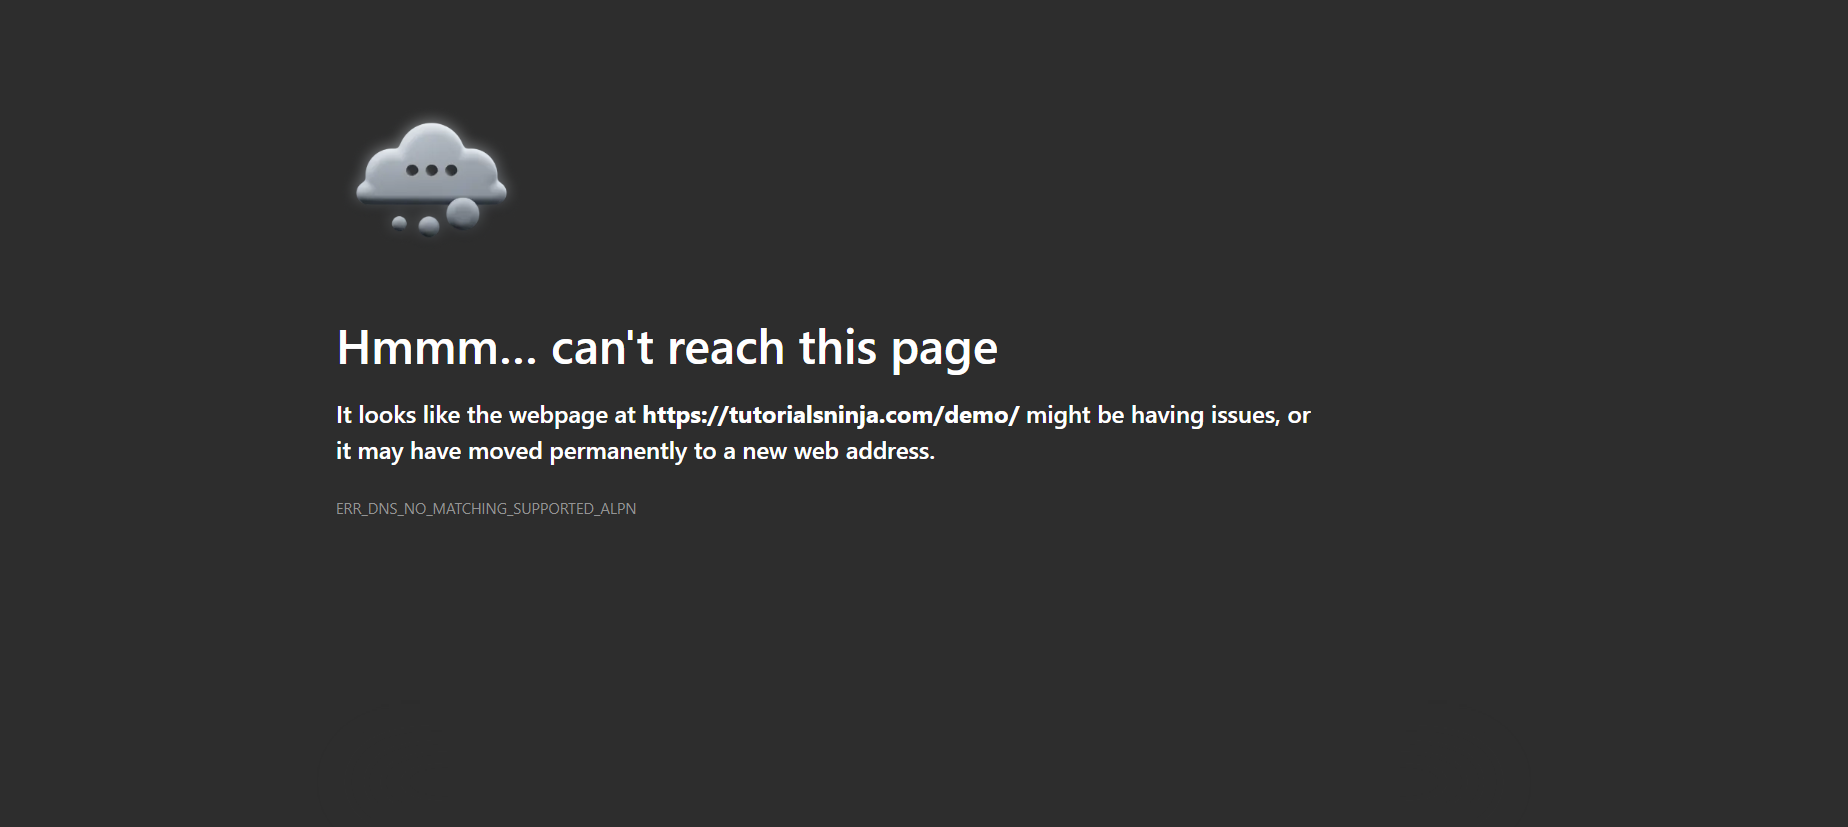 Hmmm... can't reach this page
It looks like the webpage at https://tutorialsninja.com/demo/ might be having issues, or
it may have moved permanently to a new web address.
ERR_DNS_NO_MATCHING_SUPPORTED_ALPN